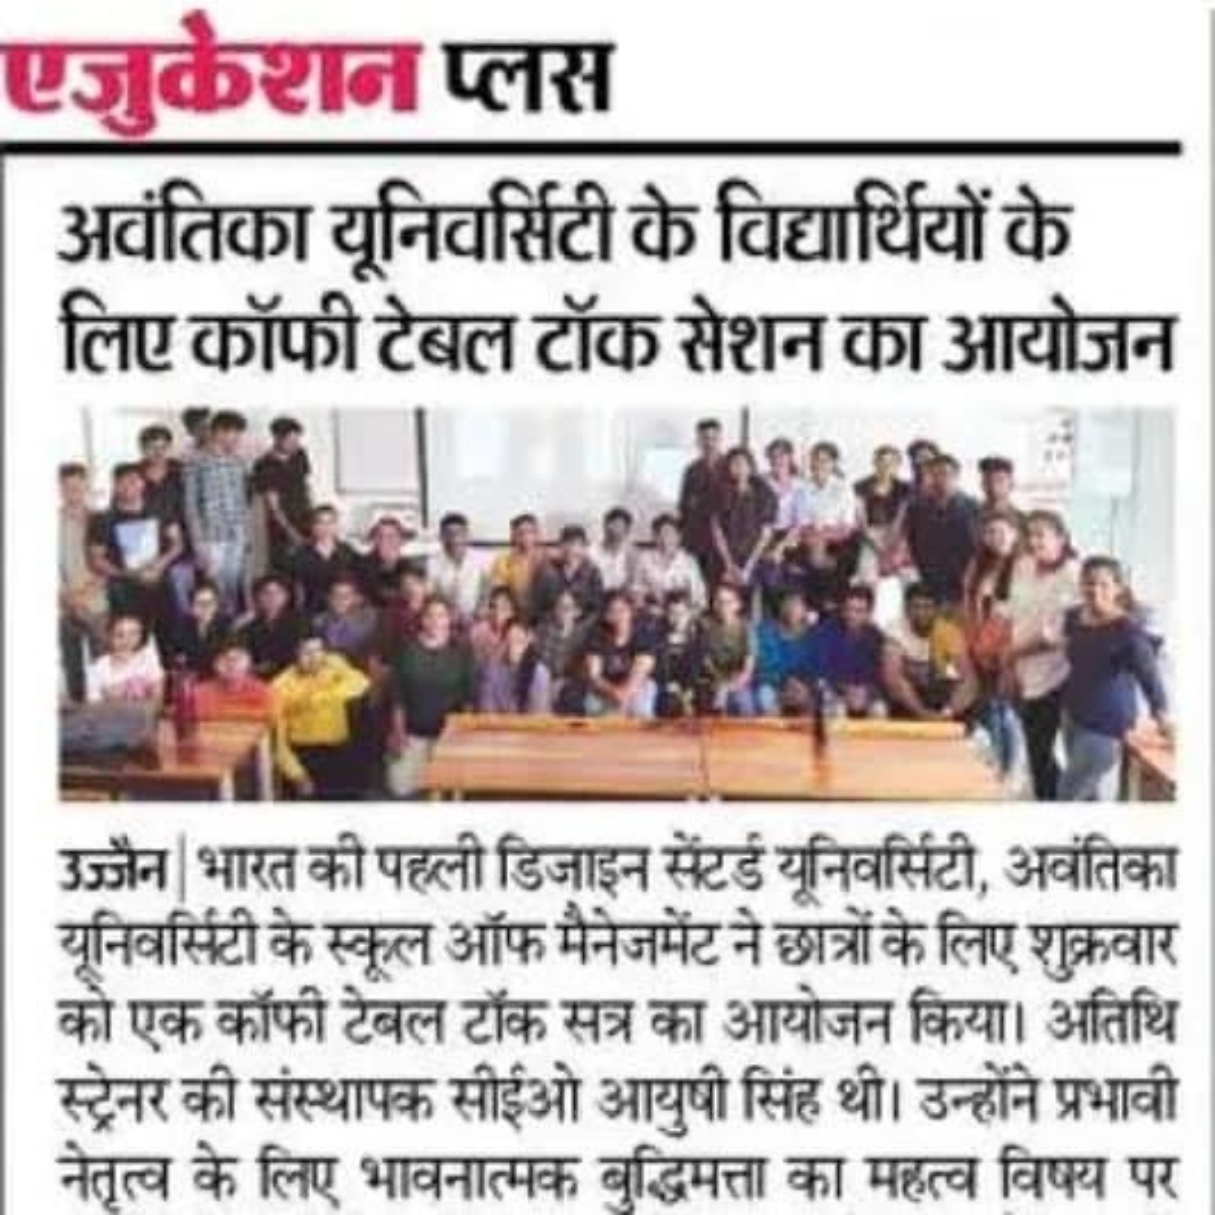 एजुकेशन प्लस
अवंतिका यूनिवर्सिटी के विद्यार्थियों के
लिए कॉफी टेबल टॉक सेशन का आयोजन
उज्जैन| भारत की पहली डिजाइन सेंटर्ड यूनिवर्सिटी, अवंतिका
यूनिवर्सिटी के स्कूल ऑफ मैनेजमेंट ने छात्रों के लिए शुक्रवार
को एक कॉफी टेबल टॉक सत्र का आयोजन किया। अतिथि
स्ट्रेनर की संस्थापक सीईओ आयुषी सिंह थी। उन्होंने प्रभावी
नेतृत्व के लिए भावनात्मक बुद्धिमत्ता का महत्व विषय पर